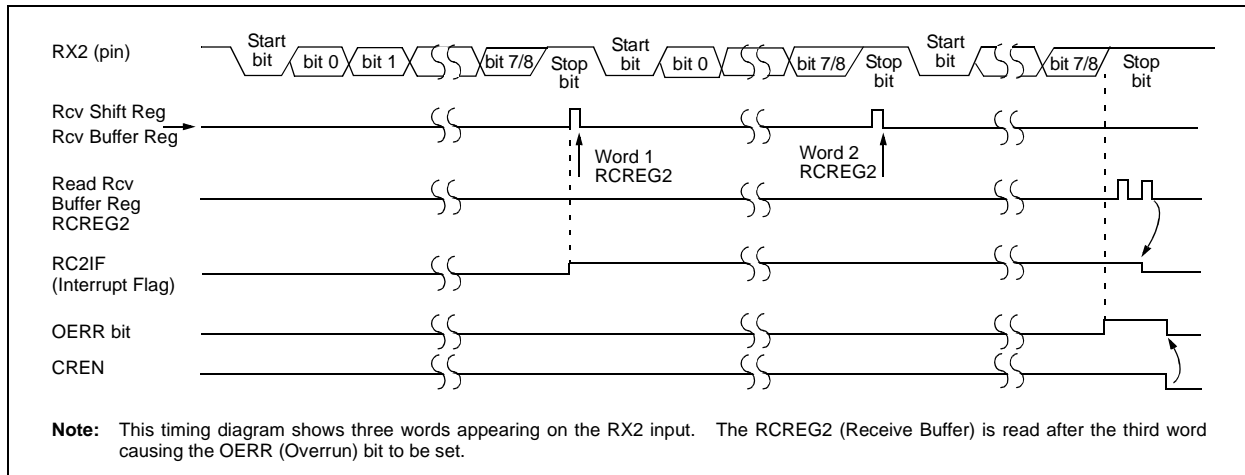 RX2 (pin)
Start
bit
bit 0
bit 1
bit 7/8
Stop
bit
Start
bit
bit 0
bit 7/8
Stop
bit
Start
bit
bit 7/8
Stop
bit
Rcv Shift Reg
Rcv Buffer Reg
Word 1
RCREG2
Word 2
RCREG2
Read Rcv
Buffer Reg
RCREG2
RC2IF
(Interrupt Flag)
OERR bit
CREN
Note: This timing diagram shows three words appearing on the RX2 input. The RCREG2 (Receive Buffer) is read after the third word
causing the OERR (Overrun) bit to be set.